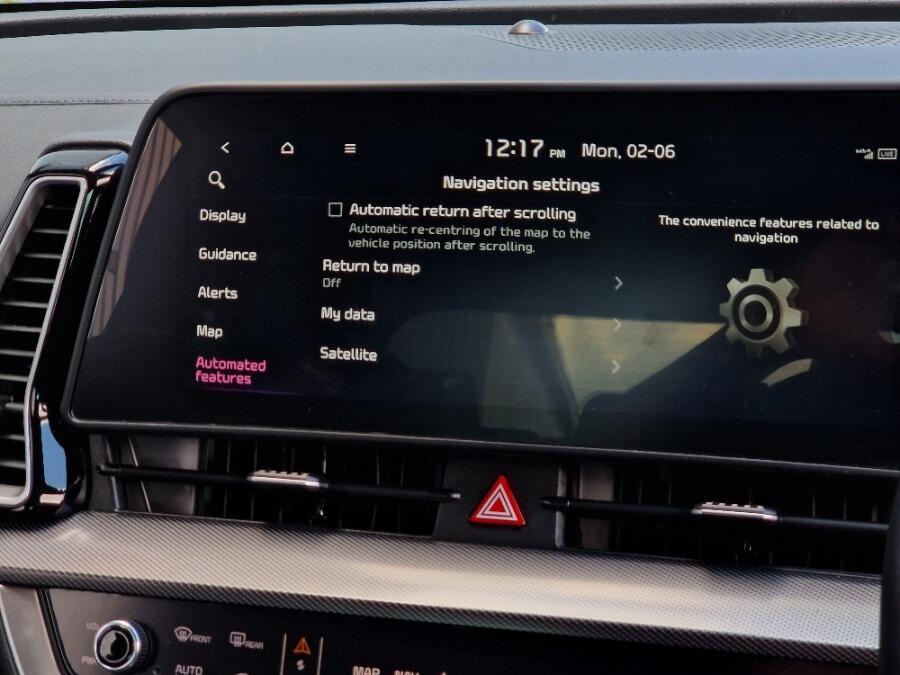 12:17 PM Mon, 02-06
LIVE
Navigation settings
Display
Guidance
Alerts
Map
Automated
features
Automatic return after scrolling
Automatic re-centring of the map to the
vehicle position after scrolling.
Return to map
Off
My data
Satellite
The convenience features related to
navigation
VOL
FRONT
REAR
AUTO
MAP